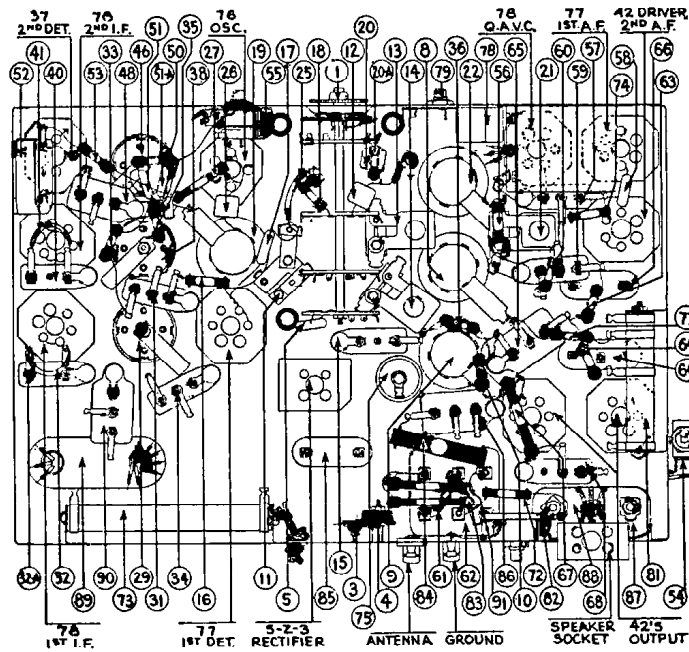 37 2ND DET.
78 2ND I.F.
78 OSC.
78 Q.A.V.C.
77 1ST A.F.
42 DRIVER 2ND A.F.
51 35 20
41 33 46 50 27 19 17 18 12 13 8 36 78 65 60 57 66
52 40 53 48 51A 38 28 55 25 1 20A 14 79 22 56 21 59 58 74 63
32A 52 89 90 73 29 31 34 16 11 5 85 15 3 75 4 9 84 61 62 83 86 91 10 72 82 67 88 68 87 81 54
78 1ST I.F.
77 1ST DET.
5-Z-3 RECTIFIER
ANTENNA
GROUND
SPEAKER SOCKET
42'S OUTPUT